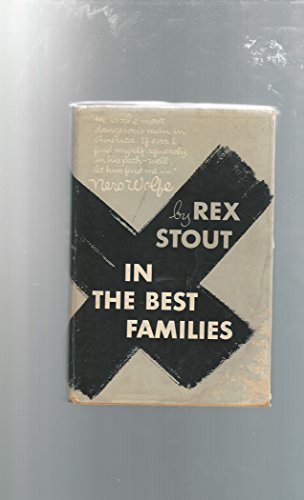 He is the most
dangerous man in
America. If ever I
find myself squarely
in his path - well,
let him find me --!
Nero Wolfe
by REX
STOUT
IN
THE BEST
FAMILIES